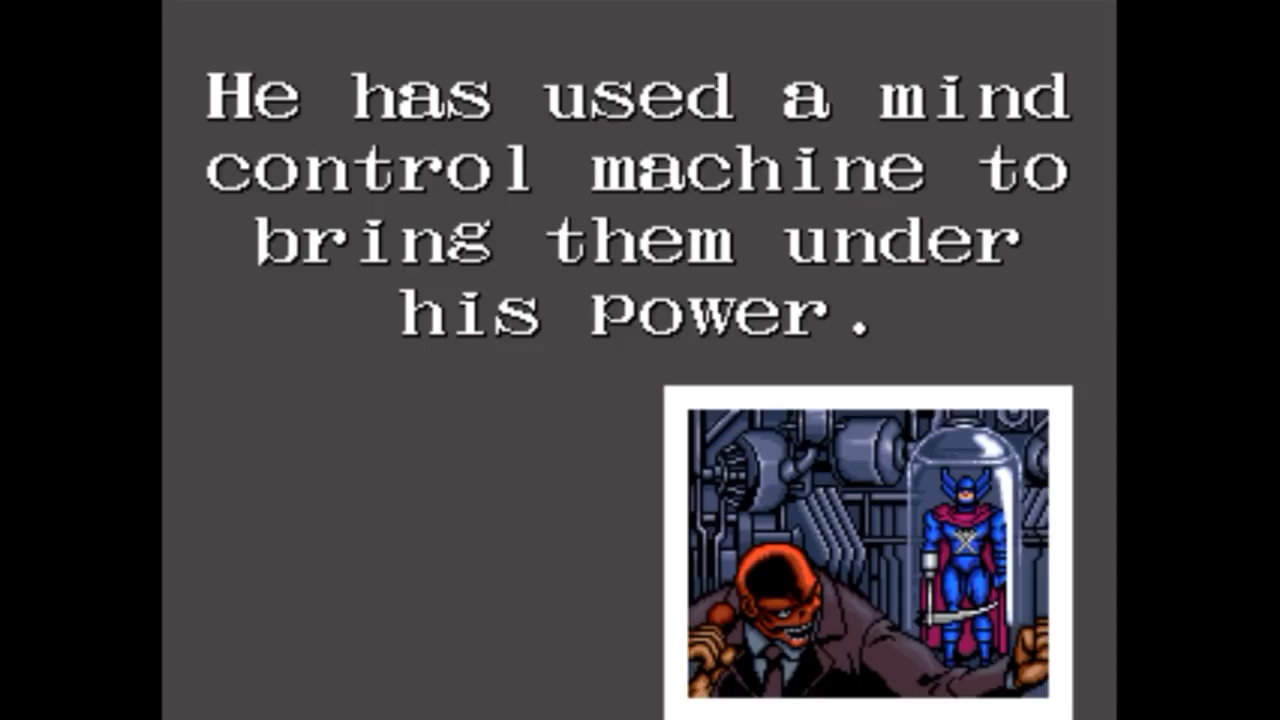 He has used a mind
control machine to
bring them under
his power.